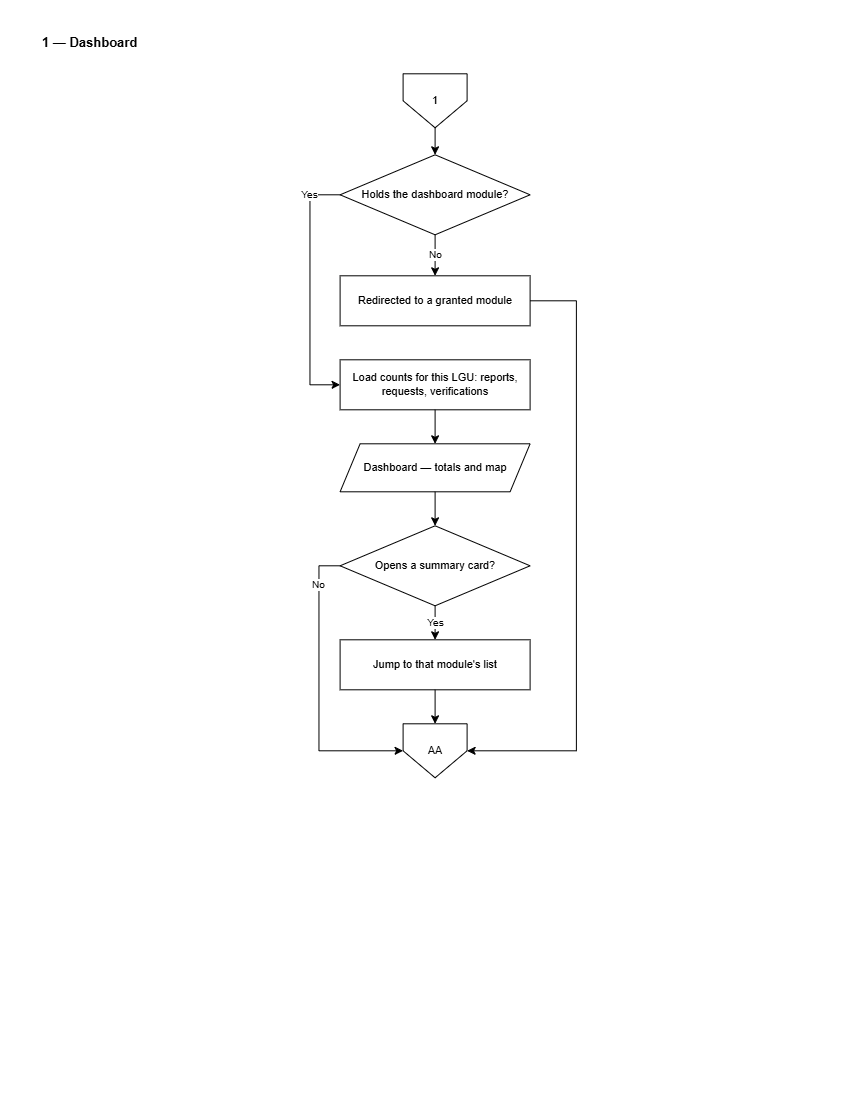 1 — Dashboard
1
Holds the dashboard module?
Yes
No
Redirected to a granted module
Load counts for this LGU: reports,
requests, verifications
Dashboard — totals and map
Opens a summary card?
No
Yes
Jump to that module's list
AA